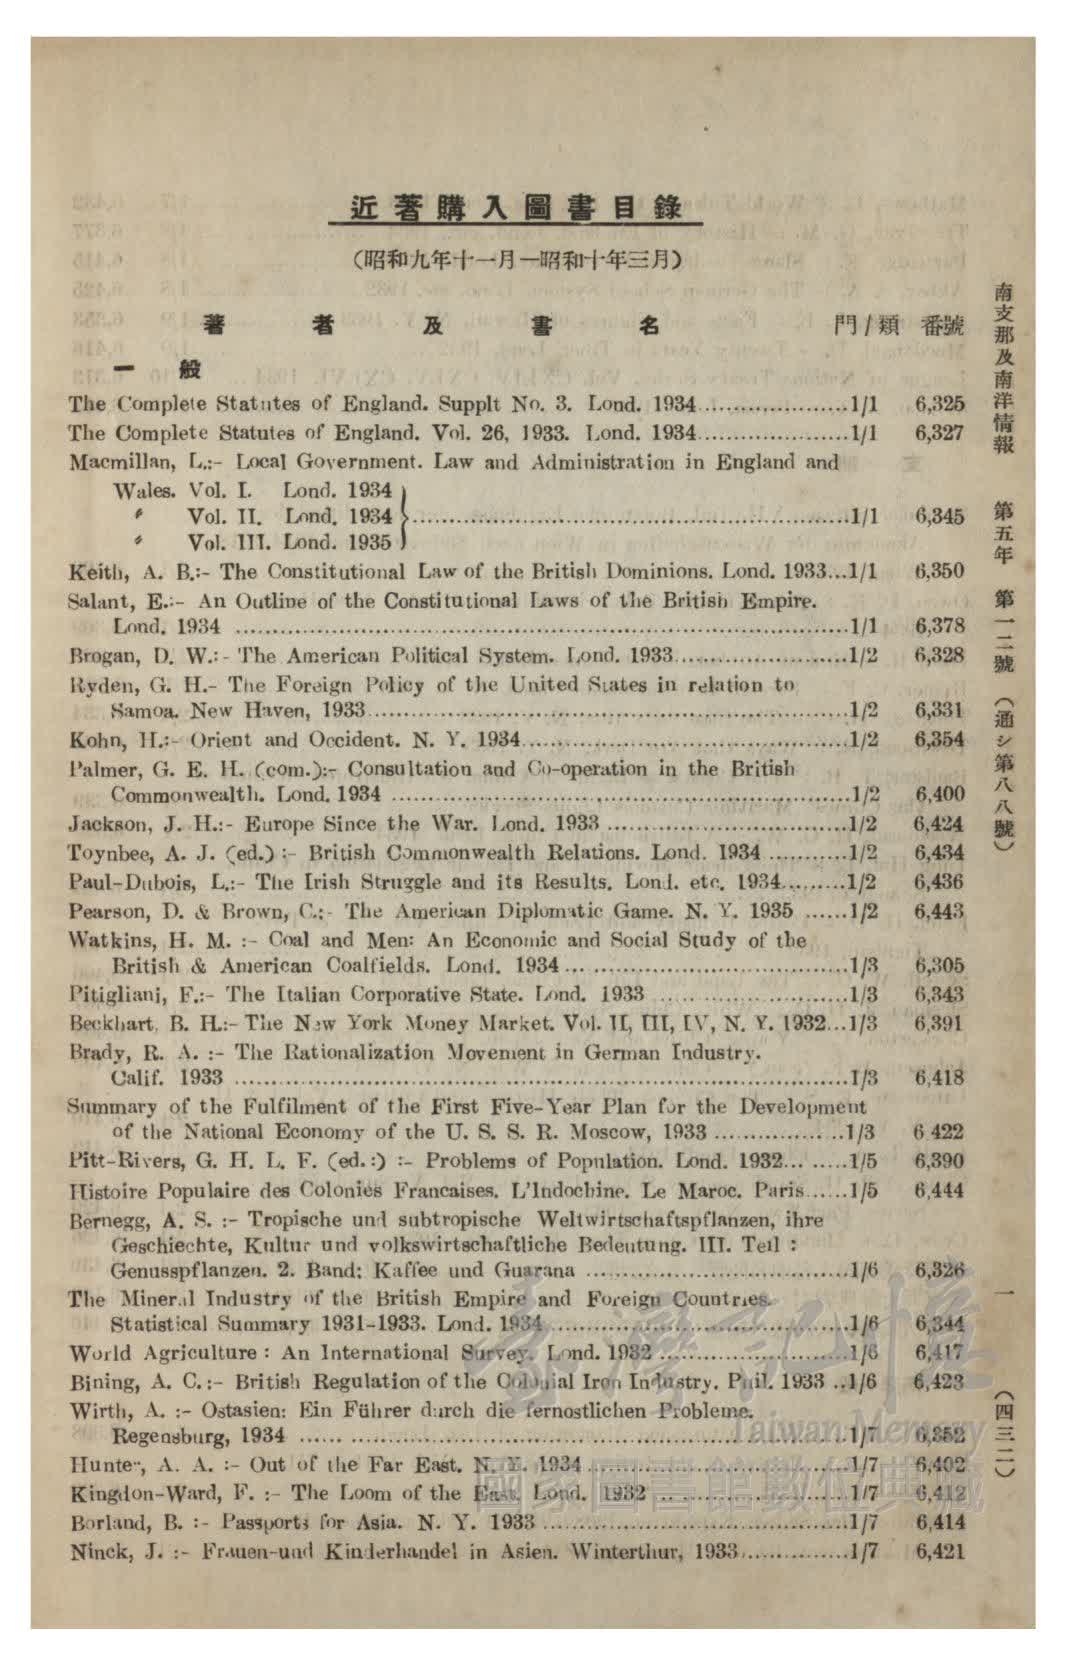 近著購入圖書目錄
(昭和九年十一月—昭和十年三月)
著者及書名 門/類 番號
一般
The Complete Statutes of England. Supplt No. 3. Lond. 1934 .....................1/1 6,325
The Complete Statutes of England. Vol. 26, 1933. Lond. 1934.....................1/1 6,327
Macmillan, L.:- Local Government. Law and Administration in England and
Wales. Vol. I. Lond. 1934
〃 Vol. II. Lond. 1934 }............................................................1/1 6,345
〃 Vol. III. Lond. 1935
Keith, A. B.:- The Constitutional Law of the British Dominions. Lond. 1933...1/1 6,350
Salant, E.:- An Outline of the Constitutional Laws of the British Empire.
Lond. 1934 .....................................................................................1/1 6,378
Brogan, D. W.:- The American Political System. Lond. 1933........................1/2 6,328
Ryden, G. H.- The Foreign Policy of the United States in relation to
Samoa. New Haven, 1933..................................................................1/2 6,331
Kohn, H.:- Orient and Occident. N. Y. 1934.............................................1/2 6,354
Palmer, G. E. H. (com.):- Consultation and Co-operation in the British
Commonwealth. Lond. 1934 ...............................................................1/2 6,400
Jackson, J. H.:- Europe Since the War. Lond. 1933 .................................1/2 6,424
Toynbee, A. J. (ed.) :- British Commonwealth Relations. Lond. 1934 ...........1/2 6,434
Paul-Dubois, L.:- The Irish Struggle and its Results. Lond. etc. 1934.........1/2 6,436
Pearson, D. & Brown, C.:- The American Diplomatic Game. N. Y. 1935 ......1/2 6,443
Watkins, H. M. :- Coal and Men: An Economic and Social Study of the
British & American Coalfields. Lond. 1934 .......................................1/3 6,305
Pitigliani, F.:- The Italian Corporative State. Lond. 1933 ..........................1/3 6,343
Beckhart, B. H.:- The New York Money Market. Vol. II, III, IV, N. Y. 1932...1/3 6,391
Brady, R. A. :- The Rationalization Movement in German Industry.
Calif. 1933 .....................................................................................1/3 6,418
Summary of the Fulfilment of the First Five-Year Plan for the Development
of the National Economy of the U. S. S. R. Moscow, 1933 ..................1/3 6 422
Pitt-Rivers, G. H. L. F. (ed.:) :- Problems of Population. Lond. 1932.........1/5 6,390
Histoire Populaire des Colonies Francaises. L'Indochine. Le Maroc. Paris......1/5 6,444
Bernegg, A. S. :- Tropische und subtropische Weltwirtschaftspflanzen, ihre
Geschiechte, Kultur und volkswirtschaftliche Bedeutung. III. Teil :
Genusspflanzen. 2. Band: Kaffee und Guarana .....................................1/6 6,326
The Mineral Industry of the British Empire and Foreign Countries.
Statistical Summary 1931-1933. Lond. 1934.........................................1/6 6,344
World Agriculture : An International Survey. Lond. 1932 ..........................1/6 6,417
Bining, A. C.:- British Regulation of the Colonial Iron Industry. Phil. 1933 ..1/6 6,423
Wirth, A. :- Ostasien: Ein Führer durch die fernostlichen Probleme.
Regensburg, 1934 ............................................................................1/7 6,352
Hunter, A. A. :- Out of the Far East. N. Y. 1934 .....................................1/7 6,402
Kingdon-Ward, F. :- The Loom of the East. Lond. 1932 ..........................1/7 6,412
Borland, B. :- Passports for Asia. N. Y. 1933 ..........................................1/7 6,414
Ninck, J. :- Frauen-und Kinderhandel in Asien. Winterthur, 1933...............1/7 6,421
南支那及南洋情報 第五年 第一二號 (通シ第八八號) 一 (四三二)
臺灣記憶
Taiwan Memory
國家圖書館數位典藏